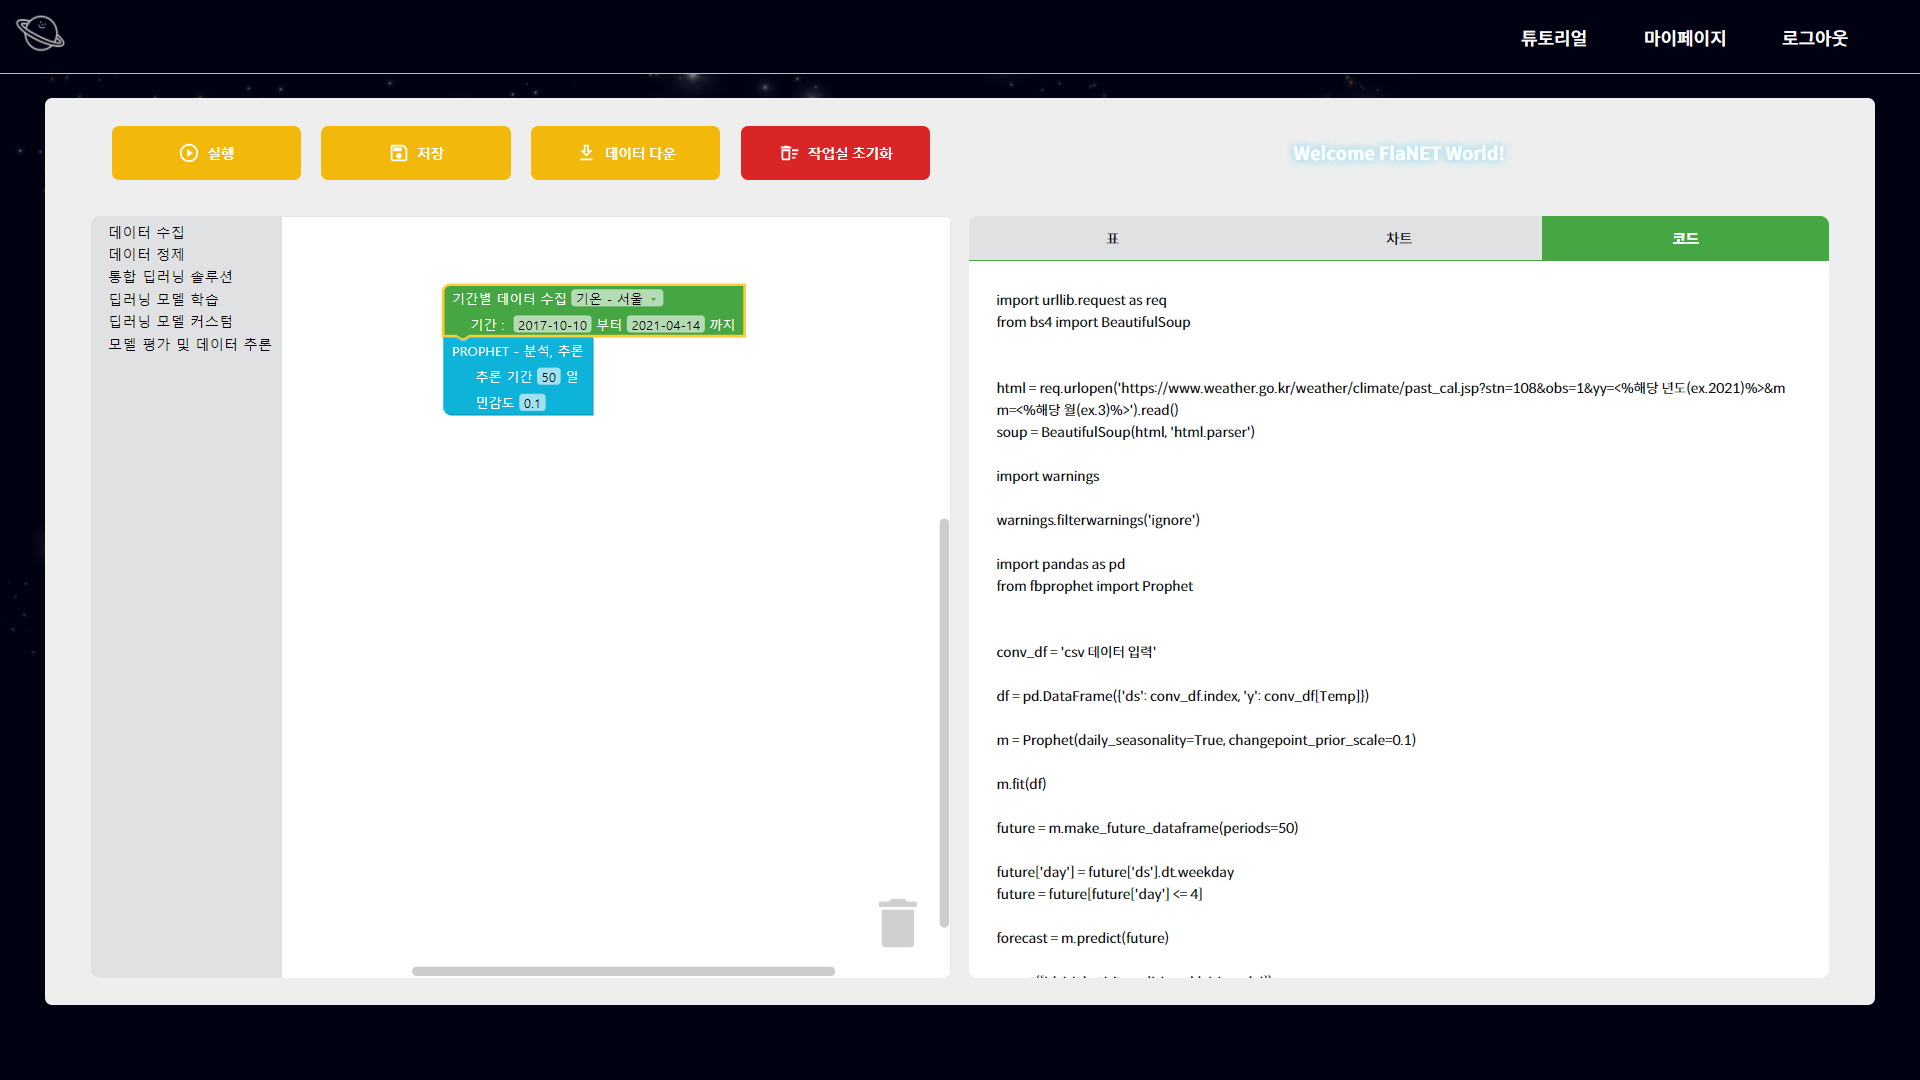 튜토리얼 마이페이지 로그아웃
실행 저장 데이터 다운 작업실 초기화 Welcome FlaNET World!
데이터 수집
데이터 정제
통합 딥러닝 솔루션
딥러닝 모델 학습
딥러닝 모델 커스텀
모델 평가 및 데이터 추론
기간별 데이터 수집 기온 - 서울
기간 : 2017-10-10 부터 2021-04-14 까지
PROPHET - 분석, 추론
추론 기간 50 일
민감도 0.1
표 차트 코드
import urllib.request as req
from bs4 import BeautifulSoup
html = req.urlopen('https://www.weather.go.kr/weather/climate/past_cal.jsp?stn=108&obs=1&yy=<%해당 년도(ex.2021)%>&m
m=<%해당 월(ex.3)%>').read()
soup = BeautifulSoup(html, 'html.parser')
import warnings
warnings.filterwarnings('ignore')
import pandas as pd
from fbprophet import Prophet
conv_df = 'csv 데이터 입력'
df = pd.DataFrame({'ds': conv_df.index, 'y': conv_df[Temp]})
m = Prophet(daily_seasonality=True, changepoint_prior_scale=0.1)
m.fit(df)
future = m.make_future_dataframe(periods=50)
future['day'] = future['ds'].dt.weekday
future = future[future['day'] <= 4]
forecast = m.predict(future)